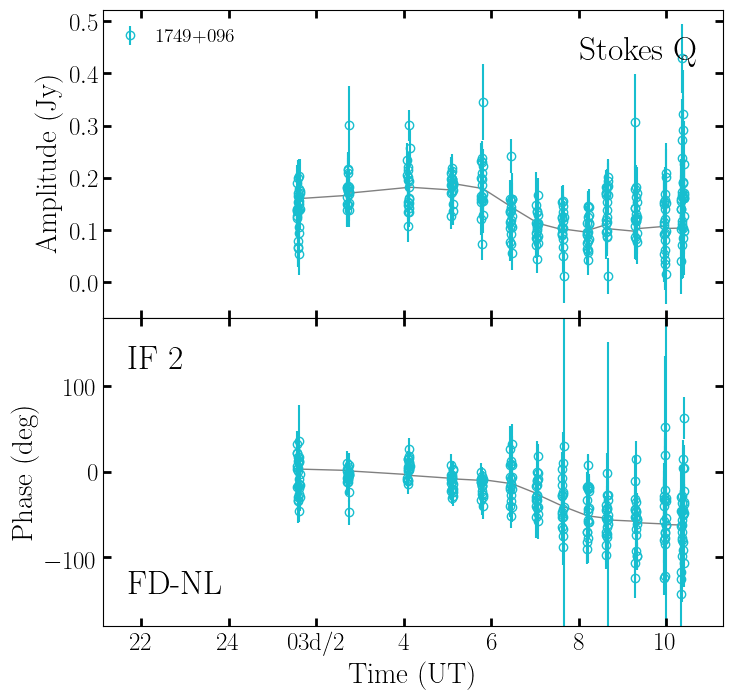 1749+096
Stokes Q
Amplitude (Jy)
0.5
0.4
0.3
0.2
0.1
0.0
IF 2
FD-NL
Phase (deg)
100
0
−100
22 24 03d/2 4 6 8 10
Time (UT)